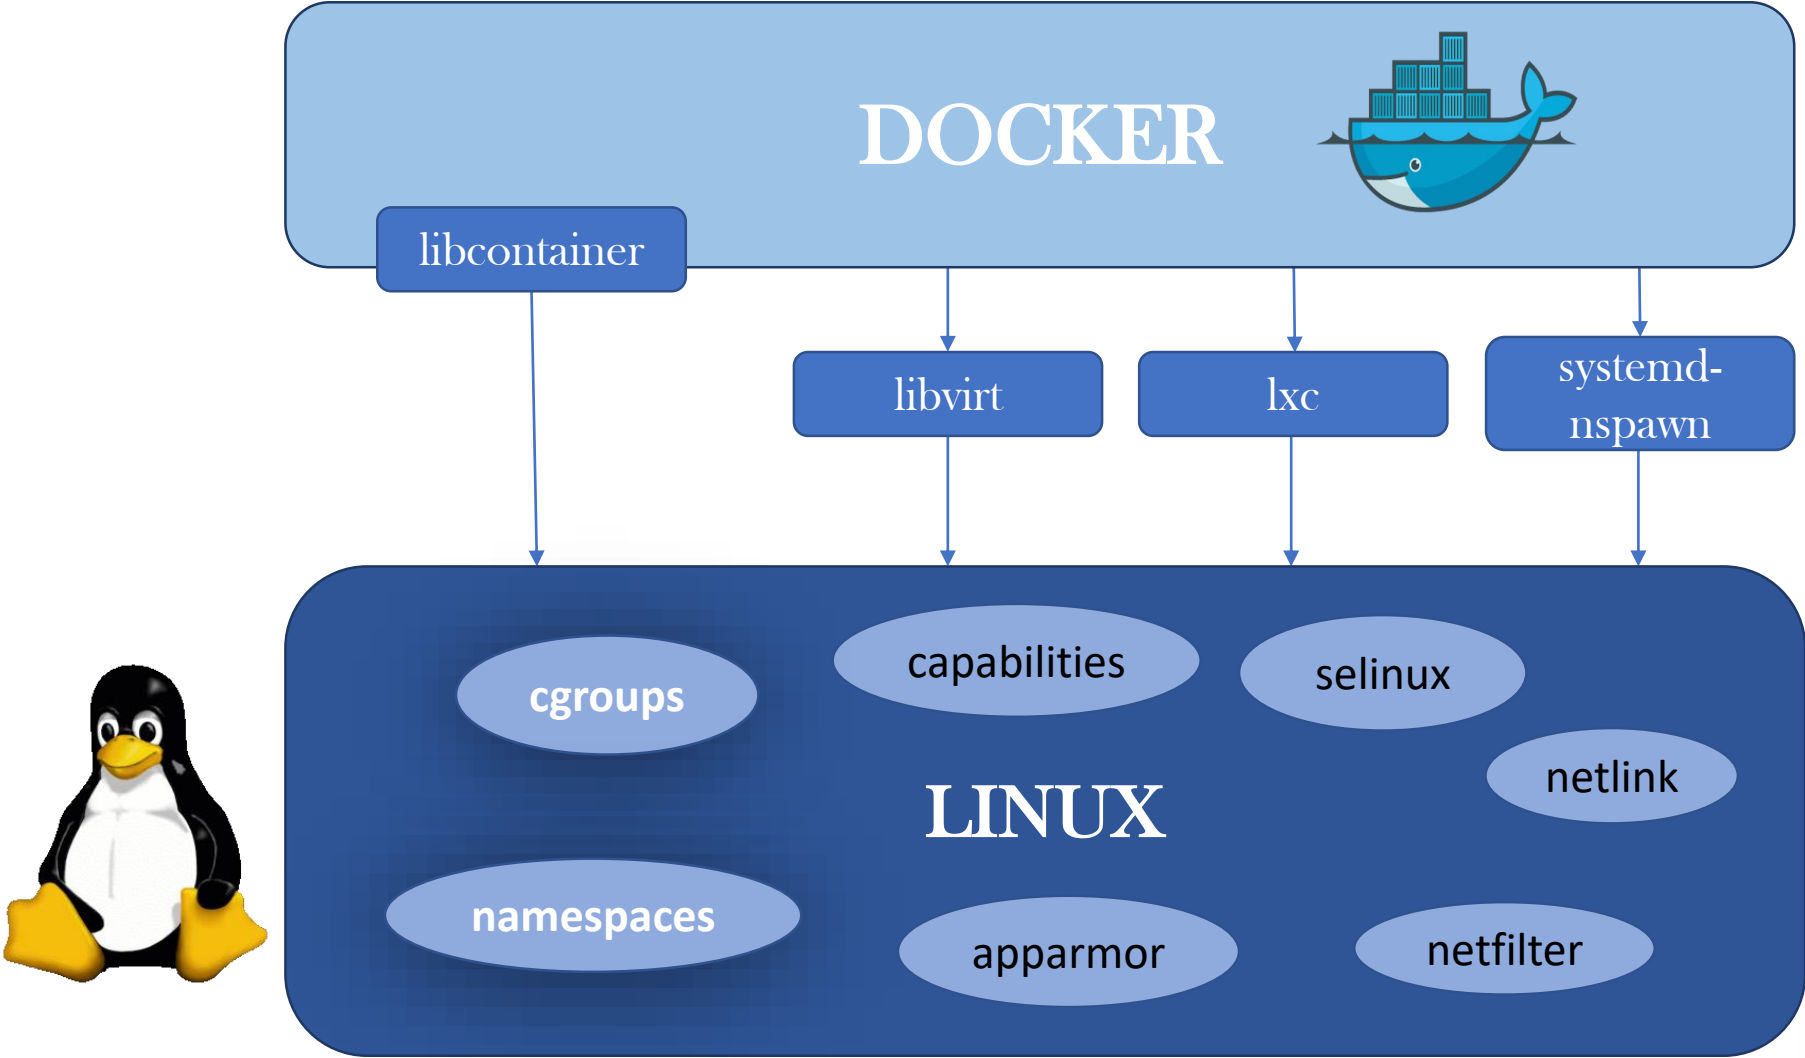 DOCKER
libcontainer
libvirt
lxc
systemd-
nspawn
cgroups
capabilities
selinux
netlink
LINUX
namespaces
apparmor
netfilter